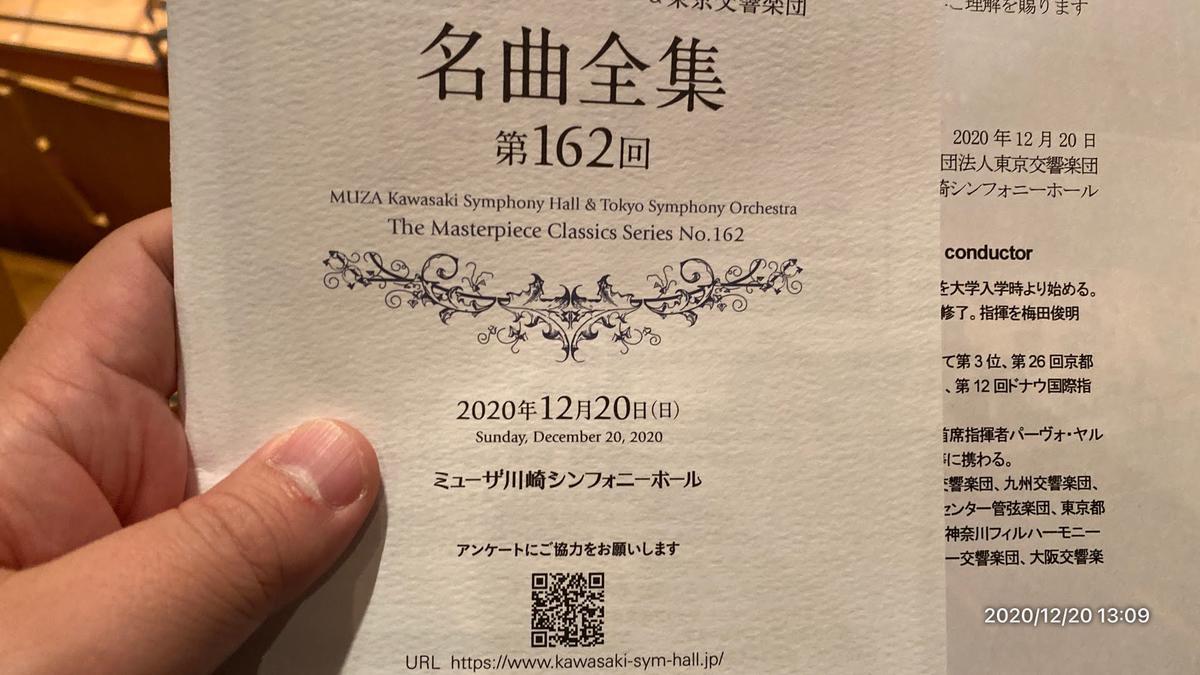 東京交響楽団
名曲全集
第162回
MUZA Kawasaki Symphony Hall & Tokyo Symphony Orchestra
The Masterpiece Classics Series No.162
2020年12月20日(日)
Sunday, December 20, 2020
ミューザ川崎シンフォニーホール
アンケートにご協力をお願いします
URL https://www.kawasaki-sym-hall.jp/
ご理解を賜ります
2020年12月20日
団法人東京交響楽団
崎シンフォニーホール
conductor
を大学入学時より始める。
修了。指揮を梅田俊明
て第3位、第26回京都
、第12回ドナウ国際指
首席指揮者パーヴォ・ヤル
に携わる。
交響楽団、九州交響楽団、
センター管弦楽団、東京都
神奈川フィルハーモニー
ー交響楽団、大阪交響楽
2020/12/20 13:09